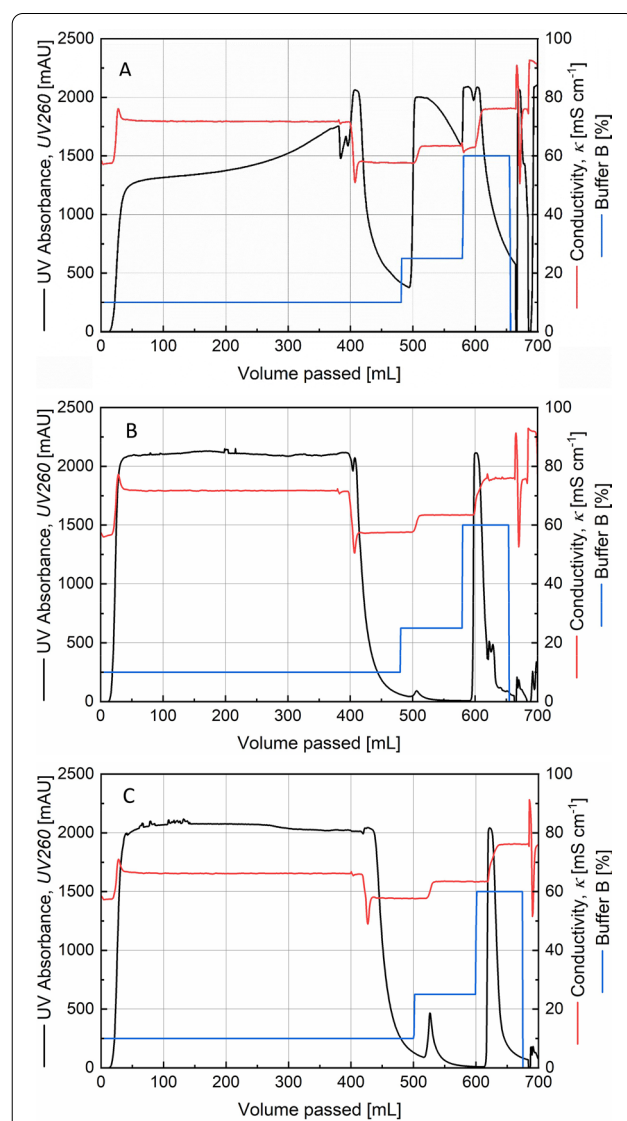 A
UV Absorbance, UV260 [mAU]
2500
2000
1500
1000
500
0
100
80
60
40
20
0
Conductivity, κ [mS cm⁻¹]
Buffer B [%]
0 100 200 300 400 500 600 700
Volume passed [mL]
B
UV Absorbance, UV260 [mAU]
2500
2000
1500
1000
500
0
100
80
60
40
20
0
Conductivity, κ [mS cm⁻¹]
Buffer B [%]
0 100 200 300 400 500 600 700
Volume passed [mL]
C
UV Absorbance, UV260 [mAU]
2500
2000
1500
1000
500
0
100
80
60
40
20
0
Conductivity, κ [mS cm⁻¹]
Buffer B [%]
0 100 200 300 400 500 600 700
Volume passed [mL]